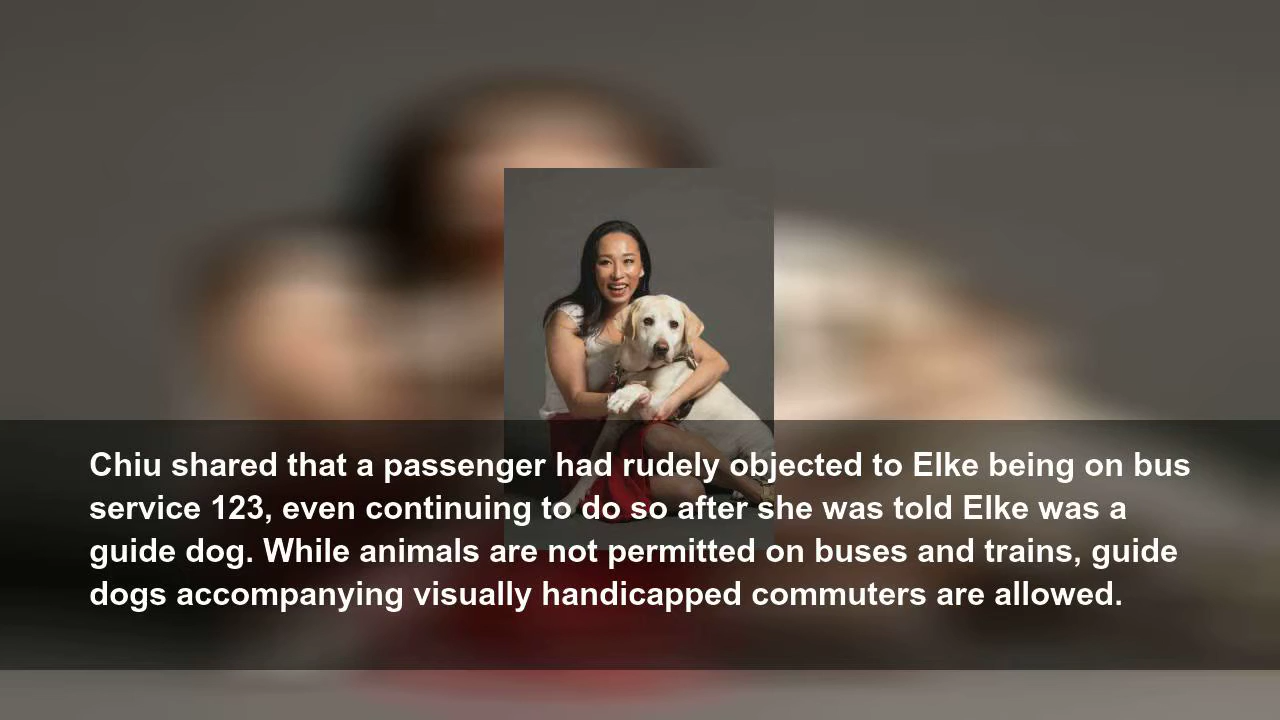 Chiu shared that a passenger had rudely objected to Elke being on bus
service 123, even continuing to do so after she was told Elke was a
guide dog. While animals are not permitted on buses and trains, guide
dogs accompanying visually handicapped commuters are allowed.